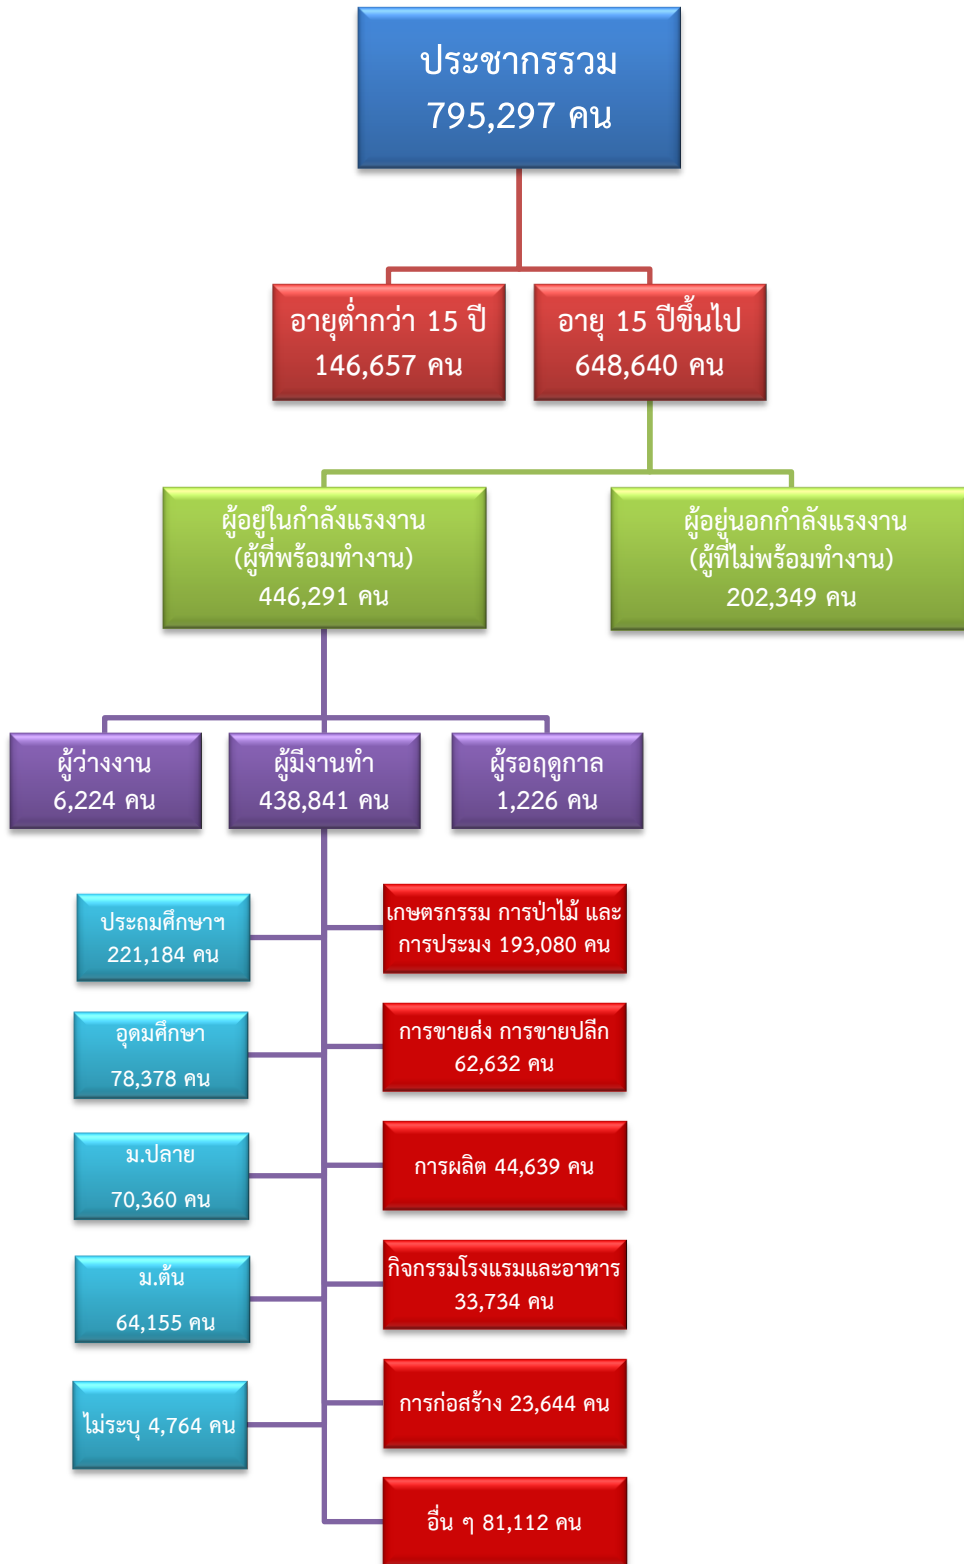 ประชากรรวม
795,297 คน
อายุต่ำกว่า 15 ปี
146,657 คน
อายุ 15 ปีขึ้นไป
648,640 คน
ผู้อยู่ในกำลังแรงงาน
(ผู้ที่พร้อมทำงาน)
446,291 คน
ผู้อยู่นอกกำลังแรงงาน
(ผู้ที่ไม่พร้อมทำงาน)
202,349 คน
ผู้ว่างงาน
6,224 คน
ผู้มีงานทำ
438,841 คน
ผู้รอฤดูกาล
1,226 คน
ประถมศึกษาฯ
221,184 คน
อุดมศึกษา
78,378 คน
ม.ปลาย
70,360 คน
ม.ต้น
64,155 คน
ไม่ระบุ 4,764 คน
เกษตรกรรม การป่าไม้ และ
การประมง 193,080 คน
การขายส่ง การขายปลีก
62,632 คน
การผลิต 44,639 คน
กิจกรรมโรงแรมและอาหาร
33,734 คน
การก่อสร้าง 23,644 คน
อื่น ๆ 81,112 คน